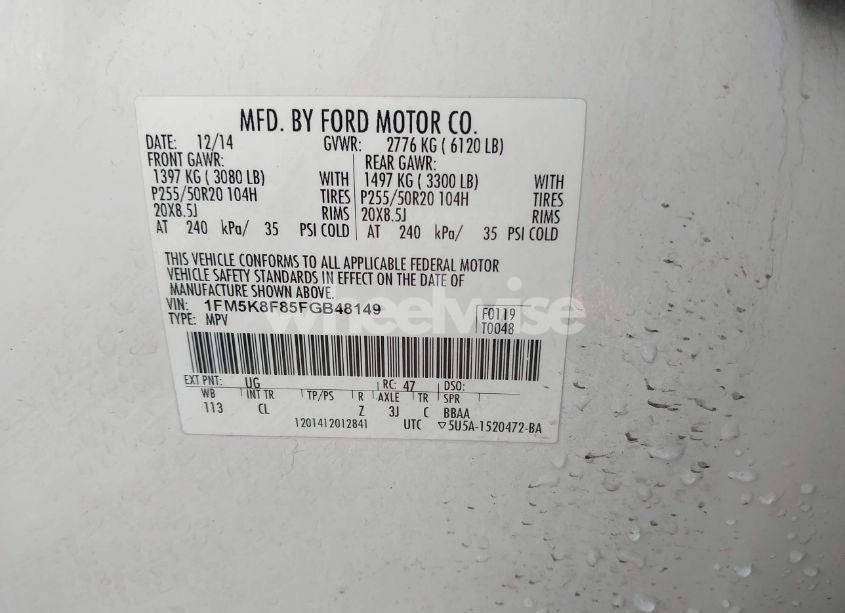 MFD. BY FORD MOTOR CO.
DATE: 12/14 GVWR: 2776 KG ( 6120 LB)
FRONT GAWR: REAR GAWR:
1397 KG ( 3080 LB) WITH 1497 KG ( 3300 LB) WITH
P255/50R20 104H TIRES P255/50R20 104H TIRES
20X8.5J RIMS 20X8.5J RIMS
AT 240 kPa/ 35 PSI COLD AT 240 kPa/ 35 PSI COLD
THIS VEHICLE CONFORMS TO ALL APPLICABLE FEDERAL MOTOR
VEHICLE SAFETY STANDARDS IN EFFECT ON THE DATE OF
MANUFACTURE SHOWN ABOVE.
VIN: 1FM5K8F85FGB48149 F0119
TYPE: MPV T0048
wheelwise
EXT PNT: UG RC: 47 DSO:
WB INT TR TP/PS R AXLE TR SPR
113 CL Z 3J C BBAA
1201412012841 UTC ▽5U5A-1520472-BA